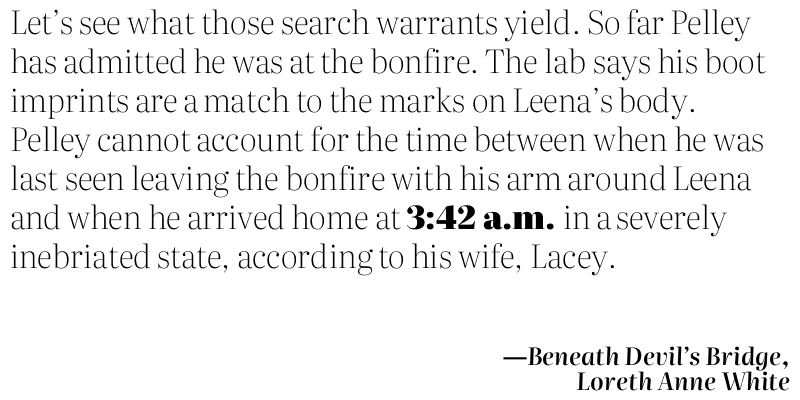 Let’s see what those search warrants yield. So far Pelley
has admitted he was at the bonfire. The lab says his boot
imprints are a match to the marks on Leena’s body.
Pelley cannot account for the time between when he was
last seen leaving the bonfire with his arm around Leena
and when he arrived home at 3:42 a.m. in a severely
inebriated state, according to his wife, Lacey.
—Beneath Devil’s Bridge,
Loreth Anne White